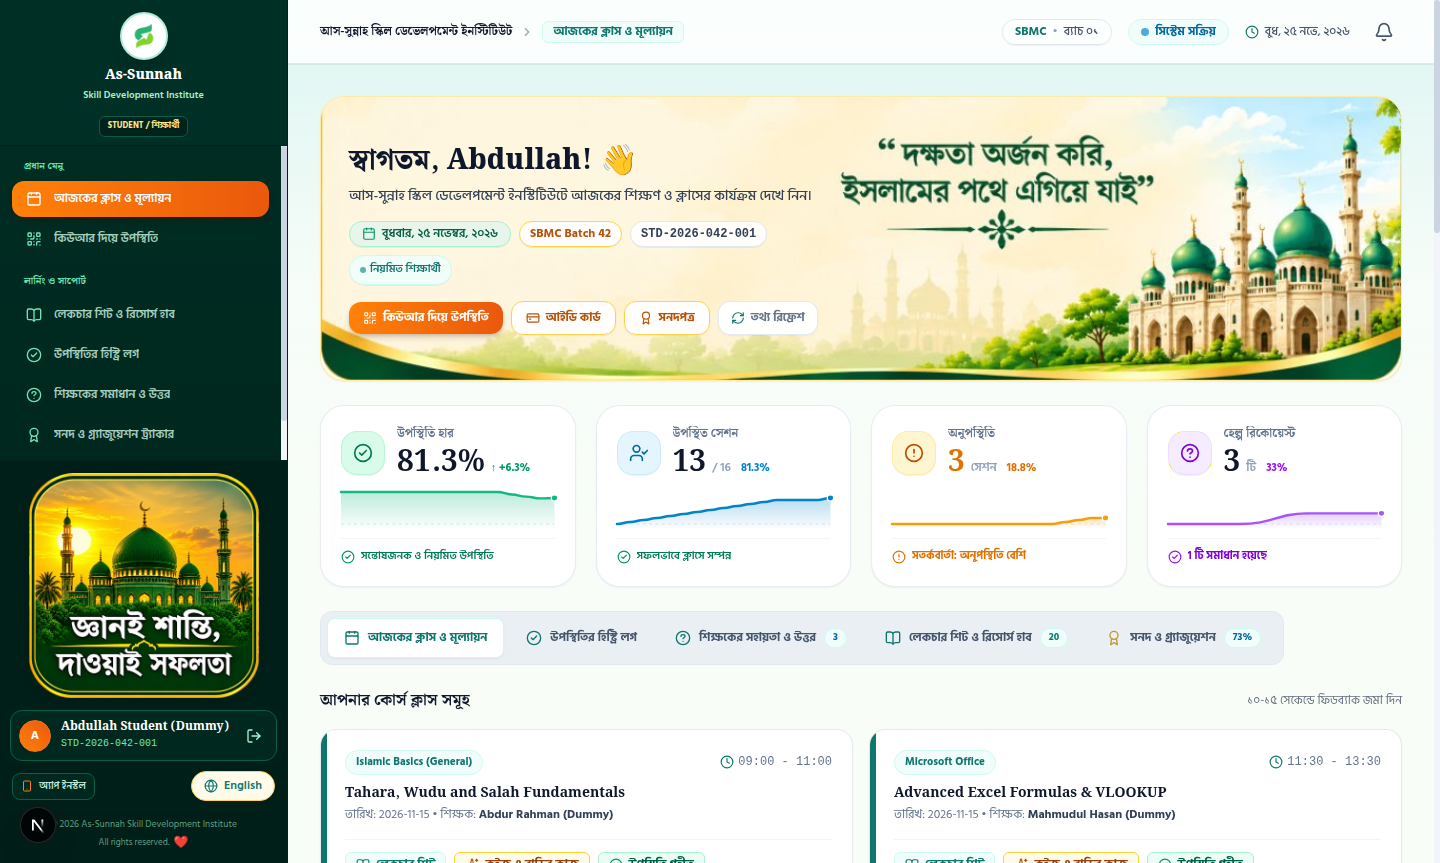 As-Sunnah
Skill Development Institute
STUDENT / শিক্ষার্থী
প্রধান মেনু
আজকের ক্লাস ও মূল্যায়ন
কিউআর দিয়ে উপস্থিতি
লার্নিং ও সাপোর্ট
লেকচার শিট ও রিসোর্স হাব
উপস্থিতির হিস্ট্রি লগ
শিক্ষকের সমাধান ও উত্তর
সনদ ও গ্র্যাজুয়েশন ট্র্যাকার
জ্ঞানই শান্তি,
দাওয়াই সফলতা
A
Abdullah Student (Dummy)
STD-2026-042-001
অ্যাপ ইনস্টল
English
N
2026 As-Sunnah Skill Development Institute
All rights reserved. ❤️
আস-সুন্নাহ স্কিল ডেভেলপমেন্ট ইনস্টিটিউট > আজকের ক্লাস ও মূল্যায়ন
SBMC • ব্যাচ ০১
সিস্টেম সক্রিয়
বুধ, ২৫ নভে, ২০২৬
স্বাগতম, Abdullah! 👋
আস-সুন্নাহ স্কিল ডেভেলপমেন্ট ইনস্টিটিউটে আজকের শিক্ষণ ও ক্লাসের কার্যক্রম দেখে নিন।
বুধবার, ২৫ নভেম্বর, ২০২৬
SBMC Batch 42
STD-2026-042-001
নিয়মিত শিক্ষার্থী
কিউআর দিয়ে উপস্থিতি
আইডি কার্ড
সনদপত্র
তথ্য রিফ্রেশ
“ দক্ষতা অর্জন করি,
ইসলামের পথে এগিয়ে যাই”
উপস্থিতি হার
81.3% ↑ +6.3%
সন্তোষজনক ও নিয়মিত উপস্থিতি
উপস্থিত সেশন
13 / 16 81.3%
সফলভাবে ক্লাসে সম্পন্ন
অনুপস্থিতি
3 সেশন 18.8%
সতর্কবার্তা: অনুপস্থিতি বেশি
হেল্প রিকোয়েস্ট
3 টি 33%
1 টি সমাধান হয়েছে
আজকের ক্লাস ও মূল্যায়ন
উপস্থিতির হিস্ট্রি লগ
শিক্ষকের সহায়তা ও উত্তর 3
লেকচার শিট ও রিসোর্স হাব 20
সনদ ও গ্র্যাজুয়েশন 73%
আপনার কোর্স ক্লাস সমূহ
১০-১৫ সেকেন্ডে ফিডব্যাক জমা দিন
Islamic Basics (General)
09:00 - 11:00
Tahara, Wudu and Salah Fundamentals
তারিখ: 2026-11-15 • শিক্ষক: Abdur Rahman (Dummy)
Microsoft Office
11:30 - 13:30
Advanced Excel Formulas & VLOOKUP
তারিখ: 2026-11-15 • শিক্ষক: Mahmudul Hasan (Dummy)